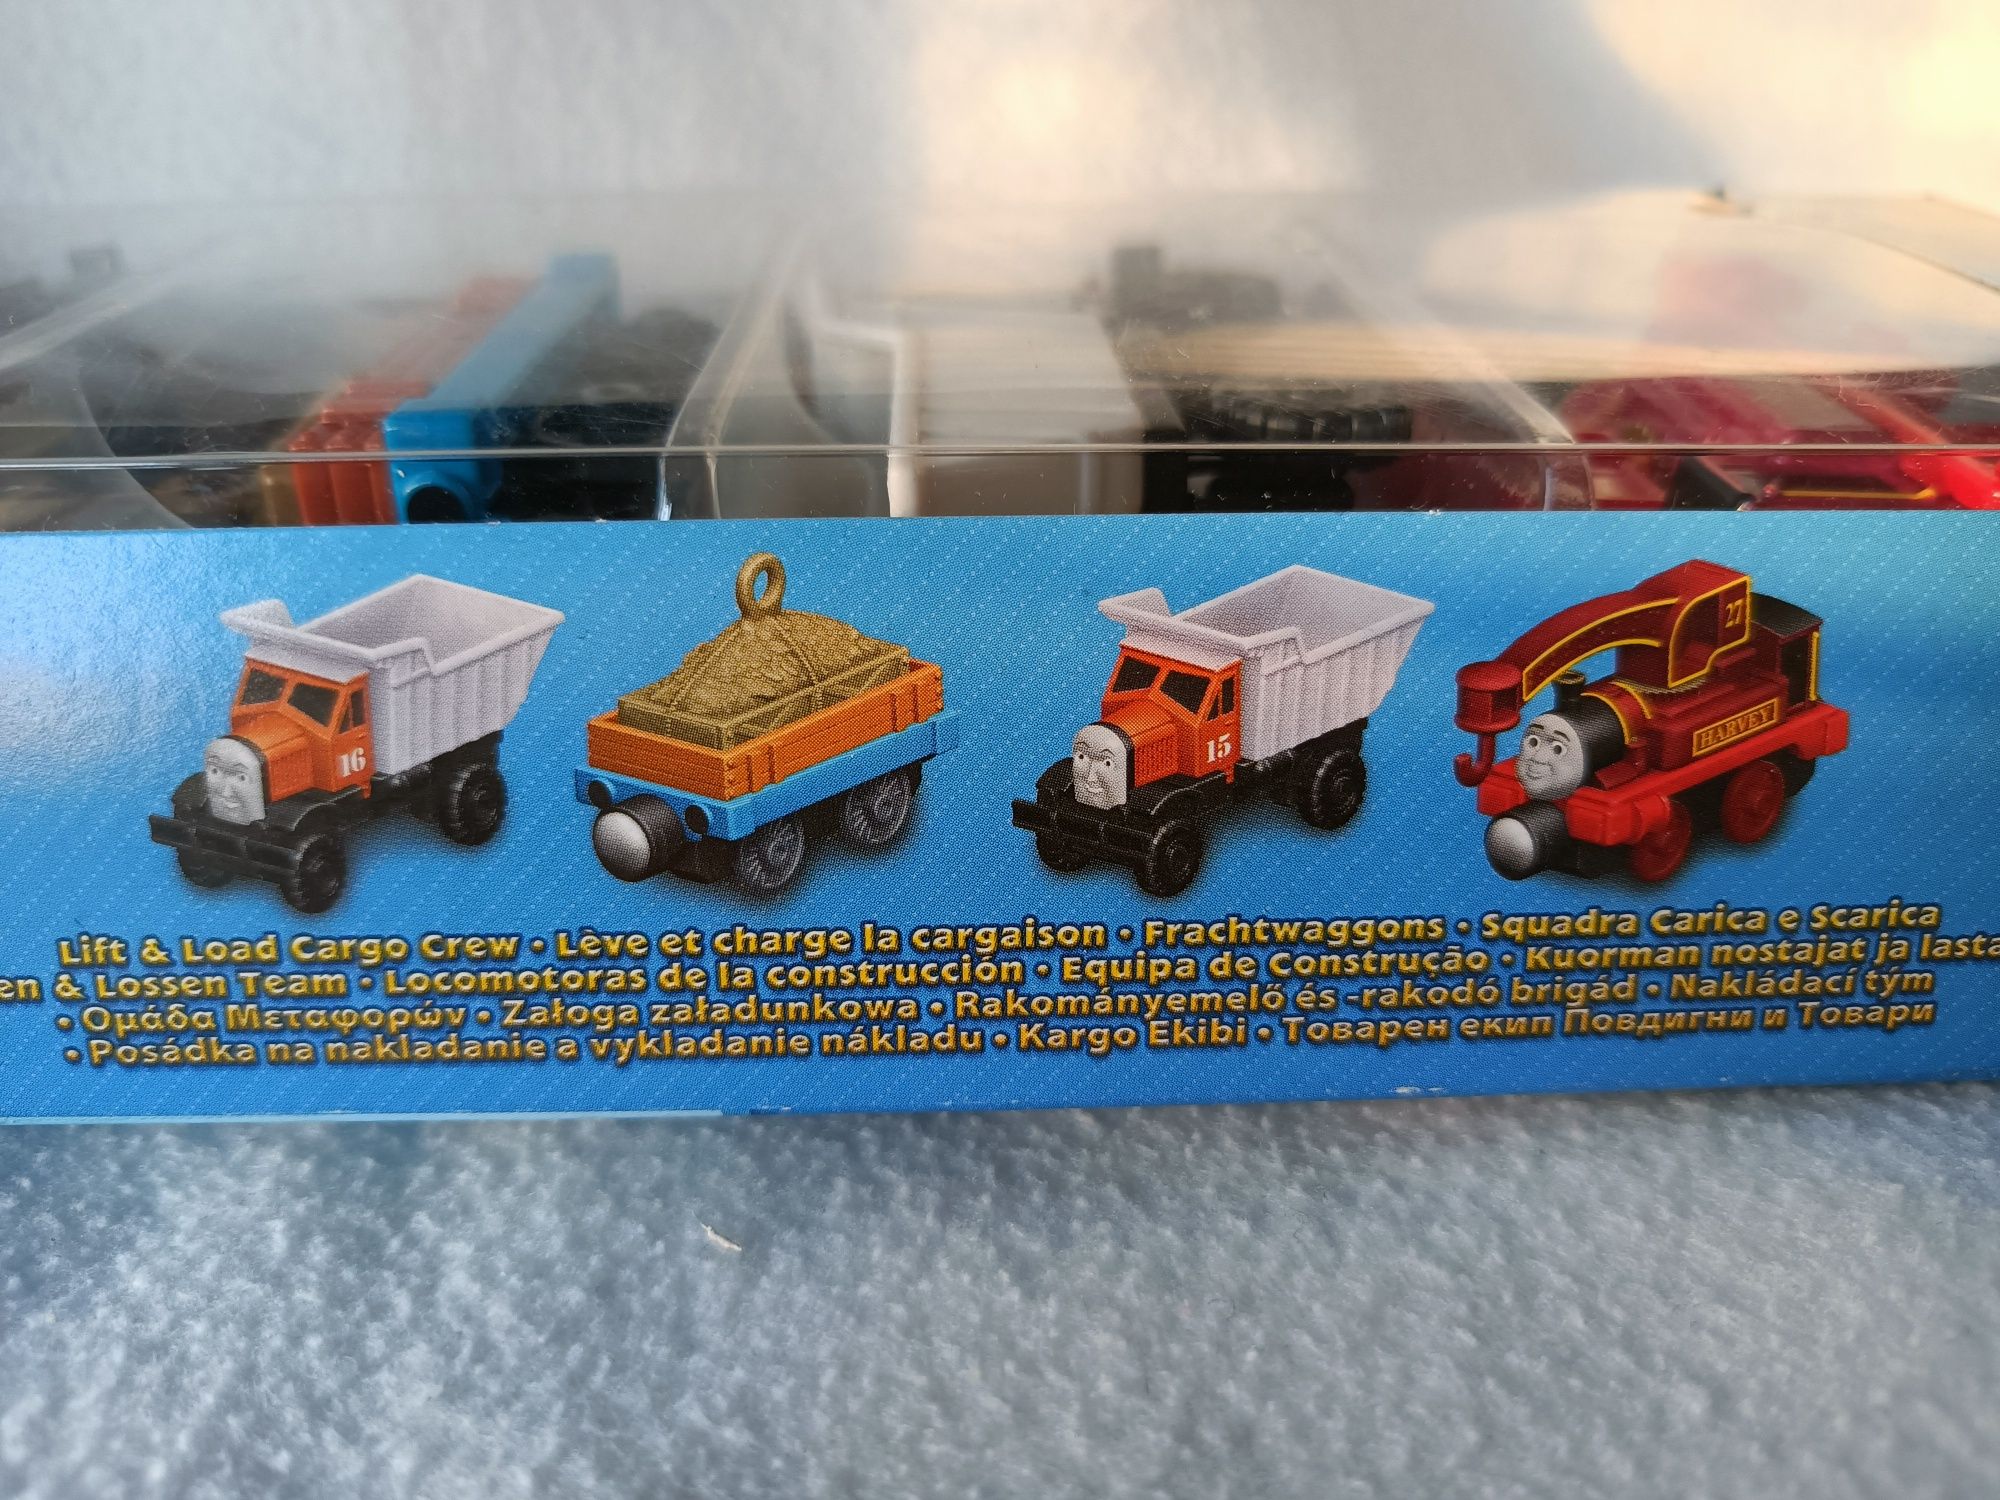 16
15
27
HARVEY
Lift & Load Cargo Crew • Lève et charge la cargaison • Frachtwaggons • Squadra Carica e Scarica
en & Lossen Team • Locomotoras de la construcción • Equipa de Construção • Kuorman nostajat ja lasta
• Ομάδα Μεταφορών • Załoga załadunkowa • Rakományemelő és -rakodó brigád • Nakládací tým
• Posádka na nakladanie a vykladanie nákladu • Kargo Ekibi • Товарен екип Повдигни и Товари